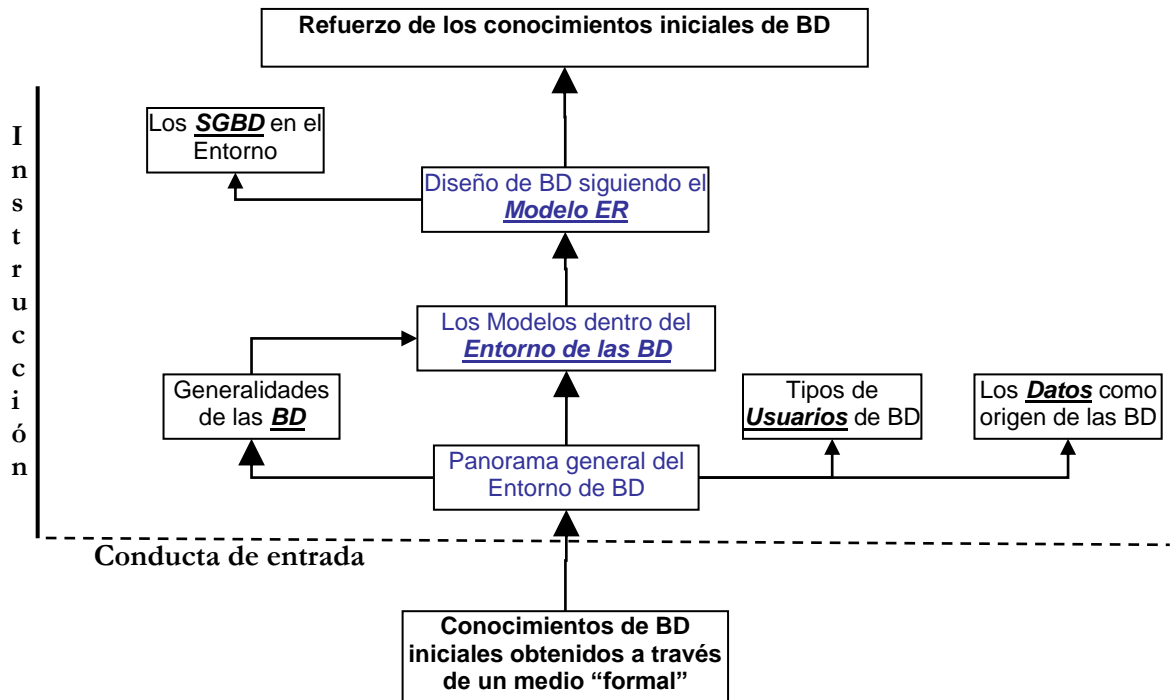 Refuerzo de los conocimientos iniciales de BD
Instrucción
Los SGBD en el
Entorno
Diseño de BD siguiendo el
Modelo ER
Los Modelos dentro del
Entorno de las BD
Generalidades
de las BD
Tipos de
Usuarios de BD
Los Datos como
origen de las BD
Panorama general del
Entorno de BD
Conducta de entrada
Conocimientos de BD
iniciales obtenidos a través
de un medio “formal”